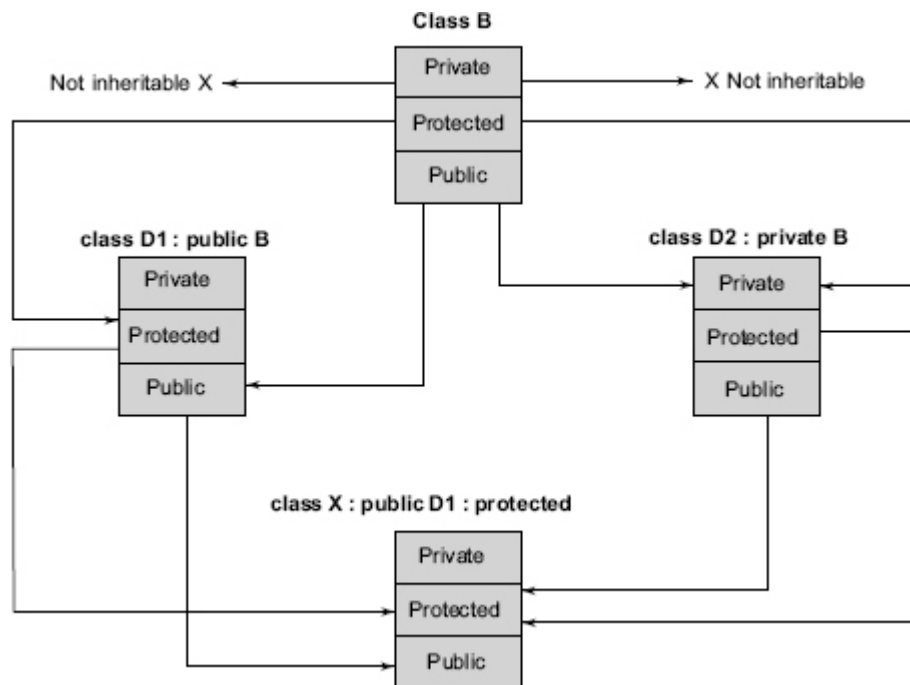 Class B
Not inheritable X
Private
X Not inheritable
Protected
Public
class D1 : public B
Private
Protected
Public
class D2 : private B
Private
Protected
Public
class X : public D1 : protected
Private
Protected
Public